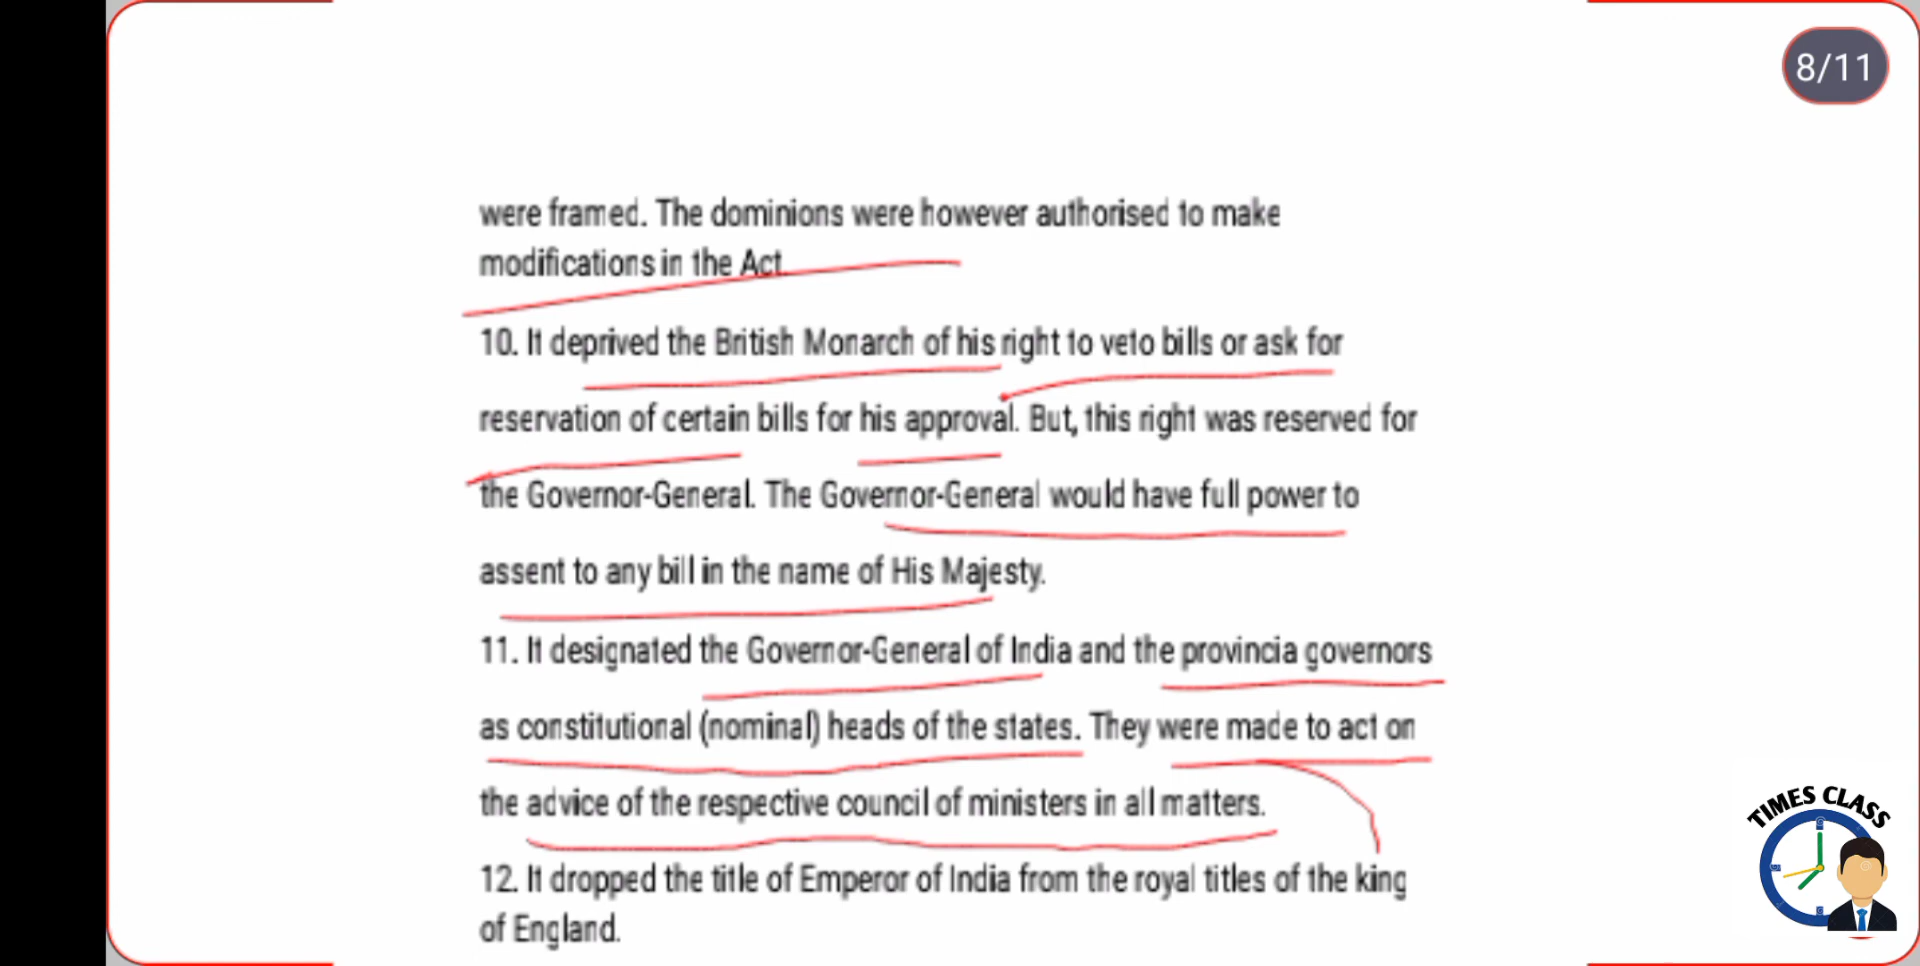 8/11
were framed. The dominions were however authorised to make
modifications in the Act.
10. It deprived the British Monarch of his right to veto bills or ask for
reservation of certain bills for his approval. But, this right was reserved for
the Governor-General. The Governor-General would have full power to
assent to any bill in the name of His Majesty.
11. It designated the Governor-General of India and the provincia governors
as constitutional (nominal) heads of the states. They were made to act on
the advice of the respective council of ministers in all matters.
12. It dropped the title of Emperor of India from the royal titles of the king
of England.
TIMES CLASS